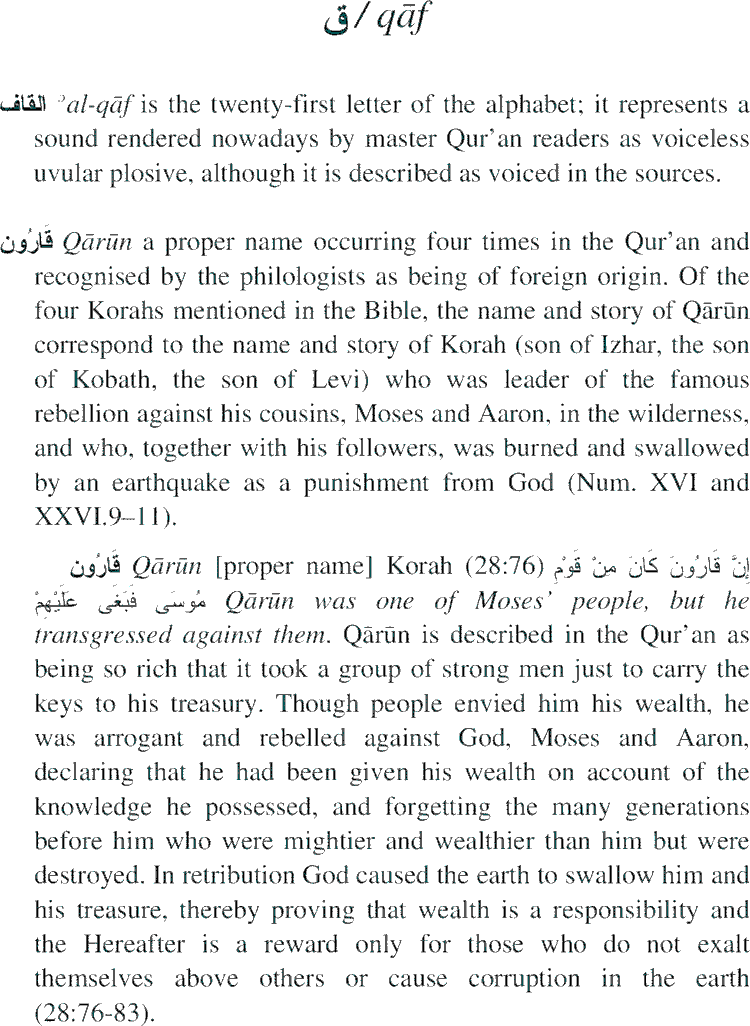 ق / qāf
القاف ʾal-qāf is the twenty-first letter of the alphabet; it represents a
sound rendered nowadays by master Qur’an readers as voiceless
uvular plosive, although it is described as voiced in the sources.
قَارُون Qārūn a proper name occurring four times in the Qur’an and
recognised by the philologists as being of foreign origin. Of the
four Korahs mentioned in the Bible, the name and story of Qārūn
correspond to the name and story of Korah (son of Izhar, the son
of Kobath, the son of Levi) who was leader of the famous
rebellion against his cousins, Moses and Aaron, in the wilderness,
and who, together with his followers, was burned and swallowed
by an earthquake as a punishment from God (Num. XVI and
XXVI.9–11).
قَارُون Qārūn [proper name] Korah (28:76) إِنَّ قَارُونَ كَانَ مِنْ قَوْمِ
مُوسَى فَبَغَى عَلَيْهِمْ Qārūn was one of Moses’ people, but he
transgressed against them. Qārūn is described in the Qur’an as
being so rich that it took a group of strong men just to carry the
keys to his treasury. Though people envied him his wealth, he
was arrogant and rebelled against God, Moses and Aaron,
declaring that he had been given his wealth on account of the
knowledge he possessed, and forgetting the many generations
before him who were mightier and wealthier than him but were
destroyed. In retribution God caused the earth to swallow him and
his treasure, thereby proving that wealth is a responsibility and
the Hereafter is a reward only for those who do not exalt
themselves above others or cause corruption in the earth
(28:76-83).